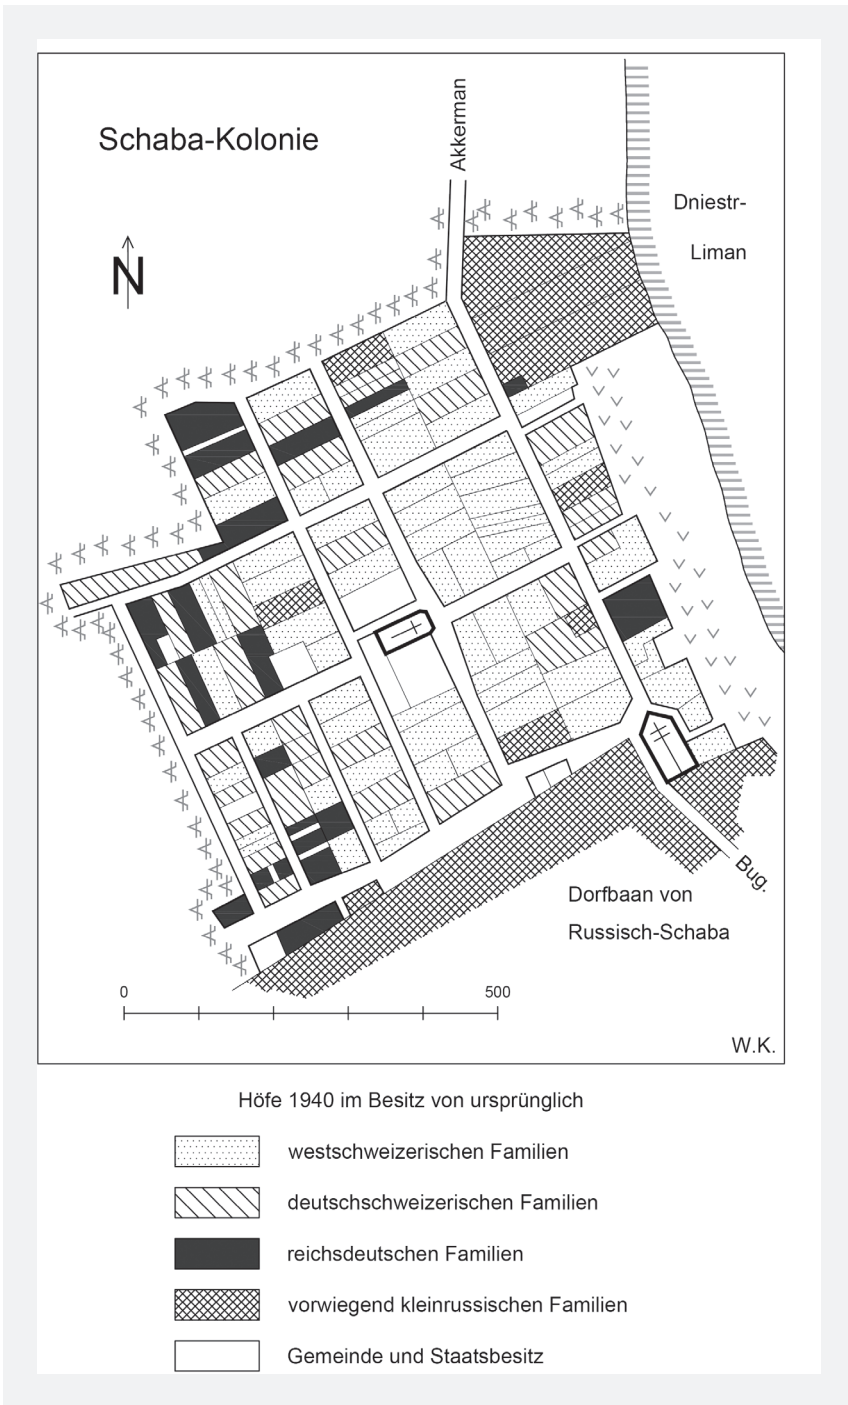 Schaba-Kolonie
Akkerman
Dniestr-
Liman
N
Bug.
Dorfbaan von
Russisch-Schaba
0 500
W.K.
Höfe 1940 im Besitz von ursprünglich
westschweizerischen Familien
deutschschweizerischen Familien
reichsdeutschen Familien
vorwiegend kleinrussischen Familien
Gemeinde und Staatsbesitz